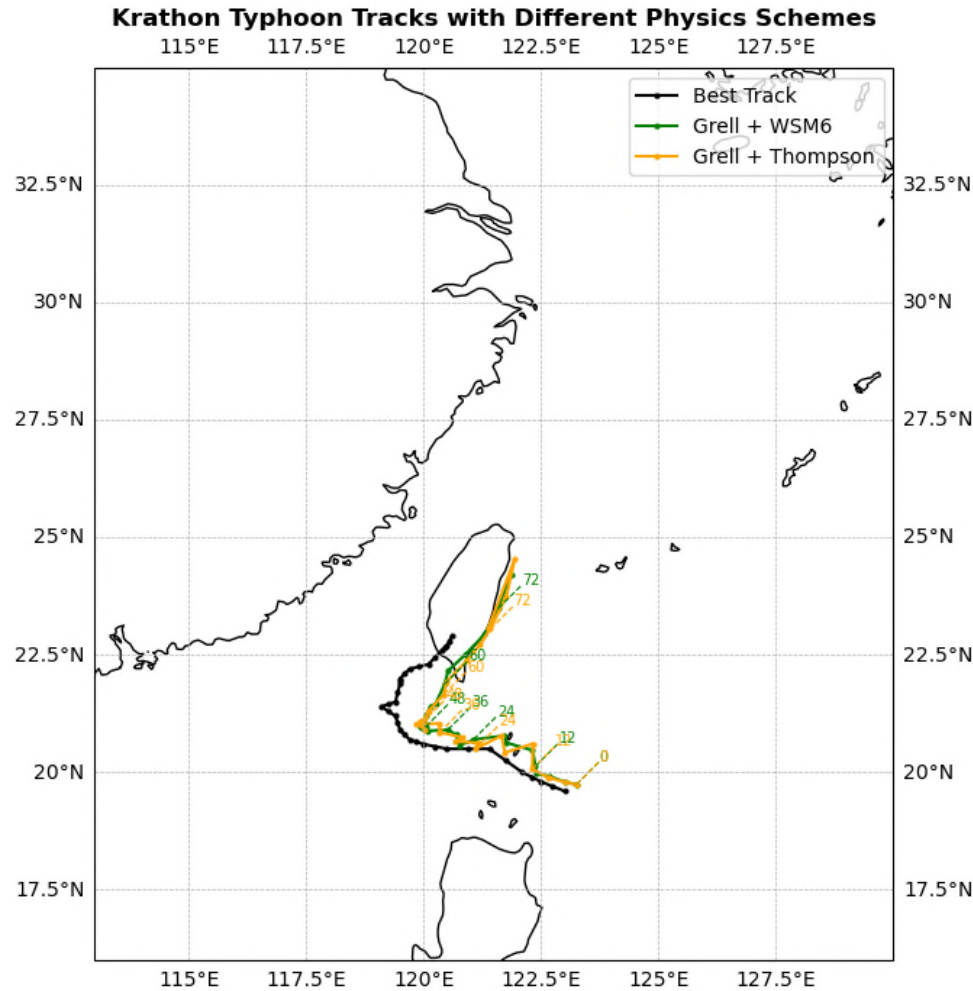 Krathon Typhoon Tracks with Different Physics Schemes
115°E 117.5°E 120°E 122.5°E 125°E 127.5°E
Best Track
Grell + WSM6
Grell + Thompson
32.5°N 32.5°N
30°N 30°N
27.5°N 27.5°N
25°N 25°N
72
72
22.5°N 22.5°N
60
60
48
36
24
24
12
20°N 20°N
0
17.5°N 17.5°N
115°E 117.5°E 120°E 122.5°E 125°E 127.5°E